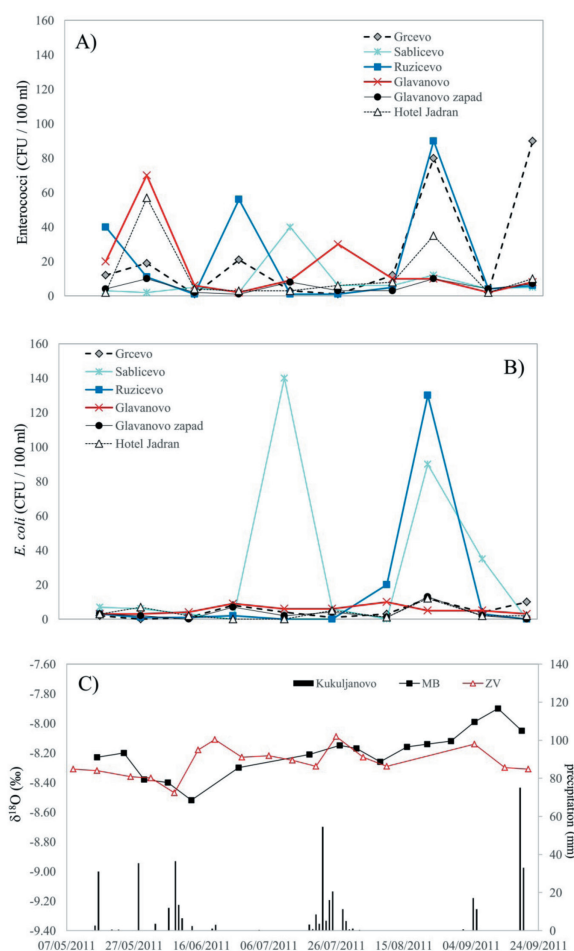 A)
160
140
120
100
80
60
40
20
0
Enterococci (CFU / 100 ml)
Grcevo
Sablicevo
Ruzicevo
Glavanovo
Glavanovo zapad
Hotel Jadran
B)
160
140
120
100
80
60
40
20
0
E. coli (CFU / 100 ml)
Grcevo
Sablicevo
Ruzicevo
Glavanovo
Glavanovo zapad
Hotel Jadran
C)
-7.60
-7.80
-8.00
-8.20
-8.40
-8.60
-8.80
-9.00
-9.20
-9.40
δ18O (‰)
Kukuljanovo MB ZV
140
120
100
80
60
40
20
0
precipitation (mm)
07/05/2011 27/05/2011 16/06/2011 06/07/2011 26/07/2011 15/08/2011 04/09/2011 24/09/2011